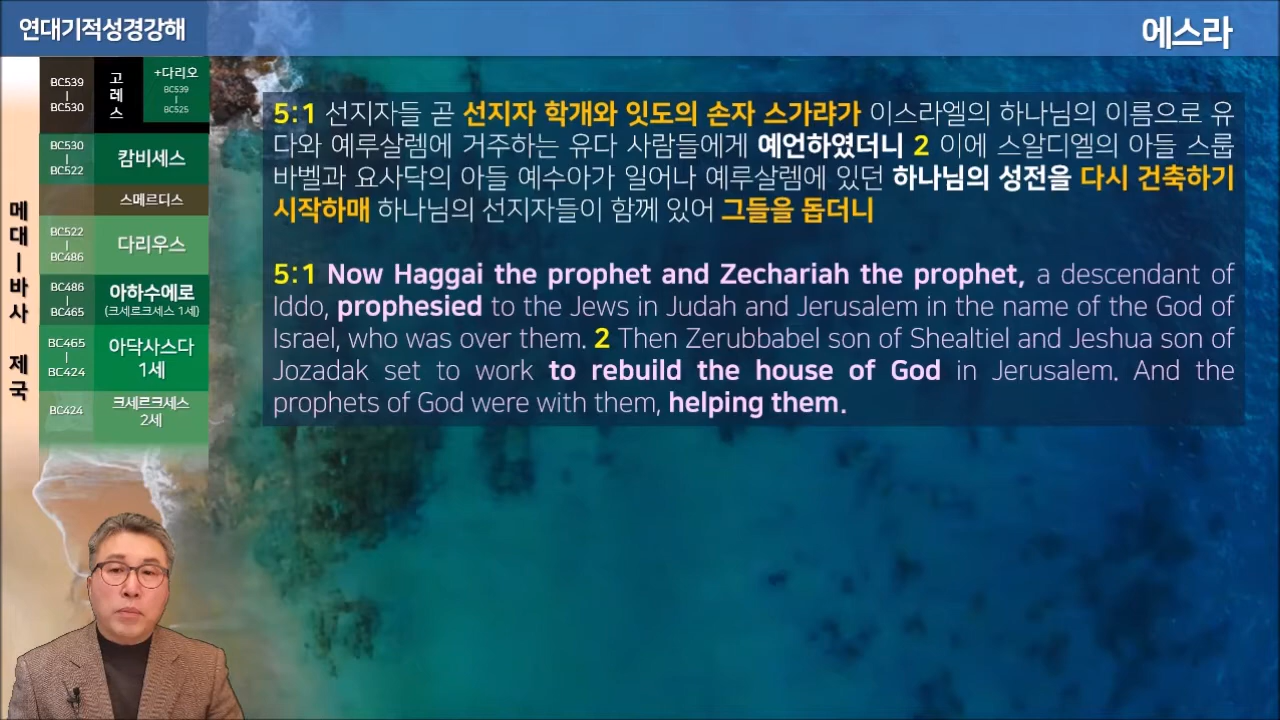 연대기적성경강해
에스라
메대ㅣ바사 제국
BC539
|
BC530
고레스
+다리오
BC539
|
BC525
BC530
|
BC522
캄비세스
스메르디스
BC522
|
BC486
다리우스
BC486
|
BC465
아하수에로
(크세르크세스 1세)
BC465
|
BC424
아닥사스다
1세
BC424
크세르크세스
2세
5:1 선지자들 곧 선지자 학개와 잇도의 손자 스가랴가 이스라엘의 하나님의 이름으로 유
다와 예루살렘에 거주하는 유다 사람들에게 예언하였더니 2 이에 스알디엘의 아들 스룹
바벨과 요사닥의 아들 예수아가 일어나 예루살렘에 있던 하나님의 성전을 다시 건축하기
시작하매 하나님의 선지자들이 함께 있어 그들을 돕더니
5:1 Now Haggai the prophet and Zechariah the prophet, a descendant of
Iddo, prophesied to the Jews in Judah and Jerusalem in the name of the God of
Israel, who was over them. 2 Then Zerubbabel son of Shealtiel and Jeshua son of
Jozadak set to work to rebuild the house of God in Jerusalem. And the
prophets of God were with them, helping them.